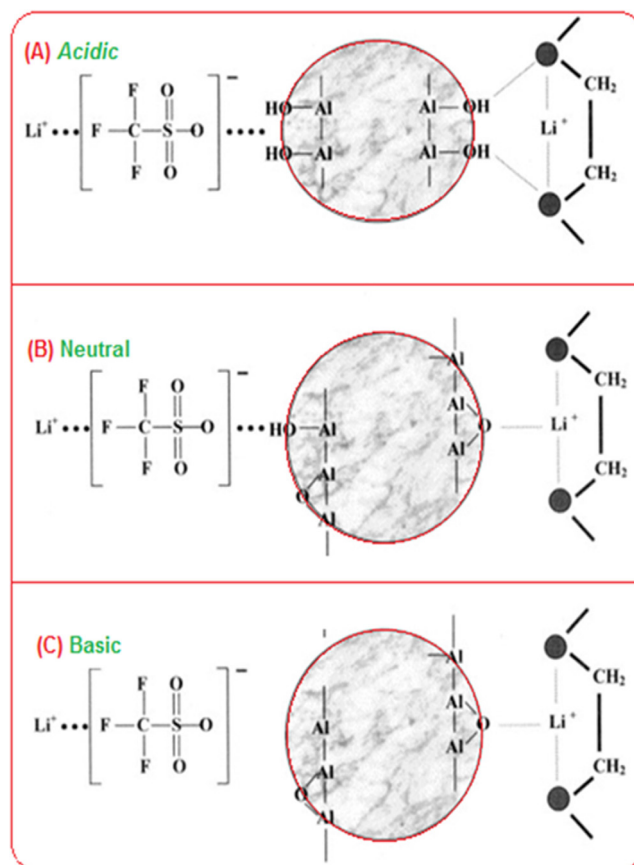 (A) Acidic
F O –
HO Al Al OH CH₂
Li⁺ ••• F C S O •••• Li⁺
HO Al Al OH
F O CH₂
(B) Neutral
Al
F O – CH₂
Al
Li⁺ ••• F C S O ••• HO Al O Li⁺
Al
F O Al CH₂
O
Al
(C) Basic
Al
F O – CH₂
Al
Li⁺ ••• F C S O Al O Li⁺
Al
F O Al CH₂
O
Al